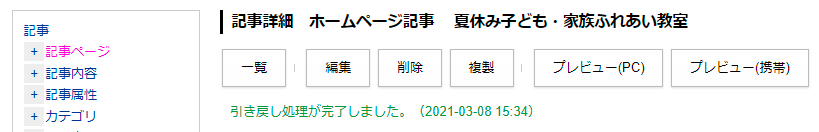 記事
+ 記事ページ
+ 記事内容
+ 記事属性
+ カテゴリ
記事詳細　ホームページ記事　夏休み子ども・家族ふれあい教室
一覧 | 編集 削除 複製 | プレビュー(PC) プレビュー(携帯)
引き戻し処理が完了しました。（2021-03-08 15:34）